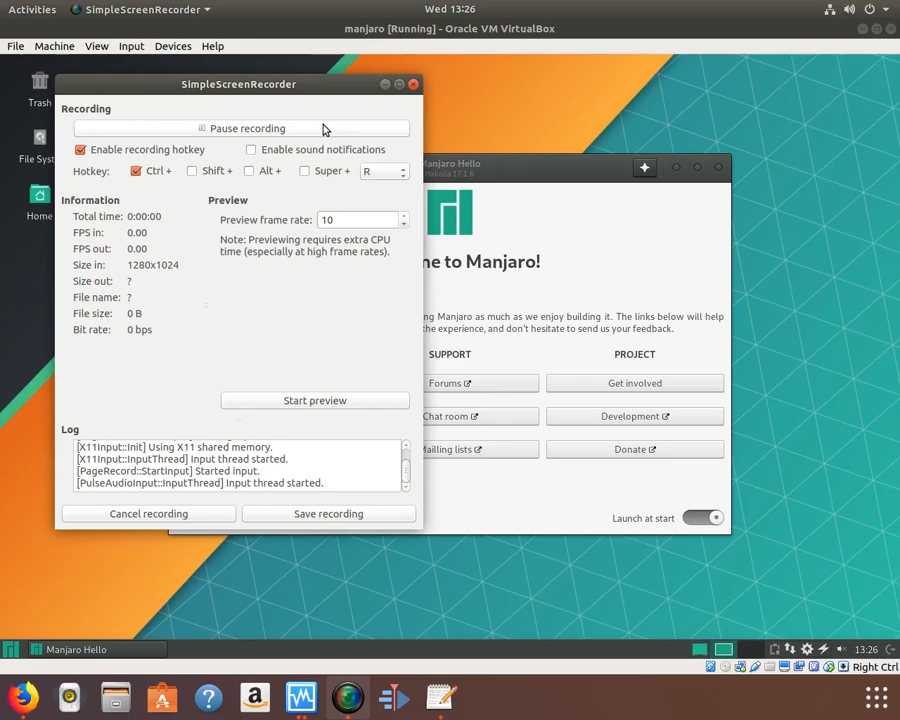 Activities
SimpleScreenRecorder
Wed 13:26
manjaro [Running] - Oracle VM VirtualBox
File Machine View Input Devices Help
Trash
File Syst
Home
SimpleScreenRecorder
Recording
Pause recording
Enable recording hotkey
Enable sound notifications
Hotkey: Ctrl + Shift + Alt + Super + R
Information
Total time: 0:00:00
FPS in: 0.00
FPS out: 0.00
Size in: 1280x1024
Size out: ?
File name: ?
File size: 0 B
Bit rate: 0 bps
Preview
Preview frame rate: 10
Note: Previewing requires extra CPU
time (especially at high frame rates).
Start preview
Log
[X11Input::Init] Using X11 shared memory.
[X11Input::InputThread] Input thread started.
[PageRecord::StartInput] Started input.
[PulseAudioInput::InputThread] Input thread started.
Cancel recording
Save recording
Manjaro Hello
Hakoila 17.1.6
me to Manjaro!
ng Manjaro as much as we enjoy building it. The links below will help
the experience, and don't hesitate to send us your feedback.
SUPPORT
PROJECT
Forums
Get involved
Chat room
Development
Mailing lists
Donate
Launch at start
Manjaro Hello
13:26
Right Ctrl